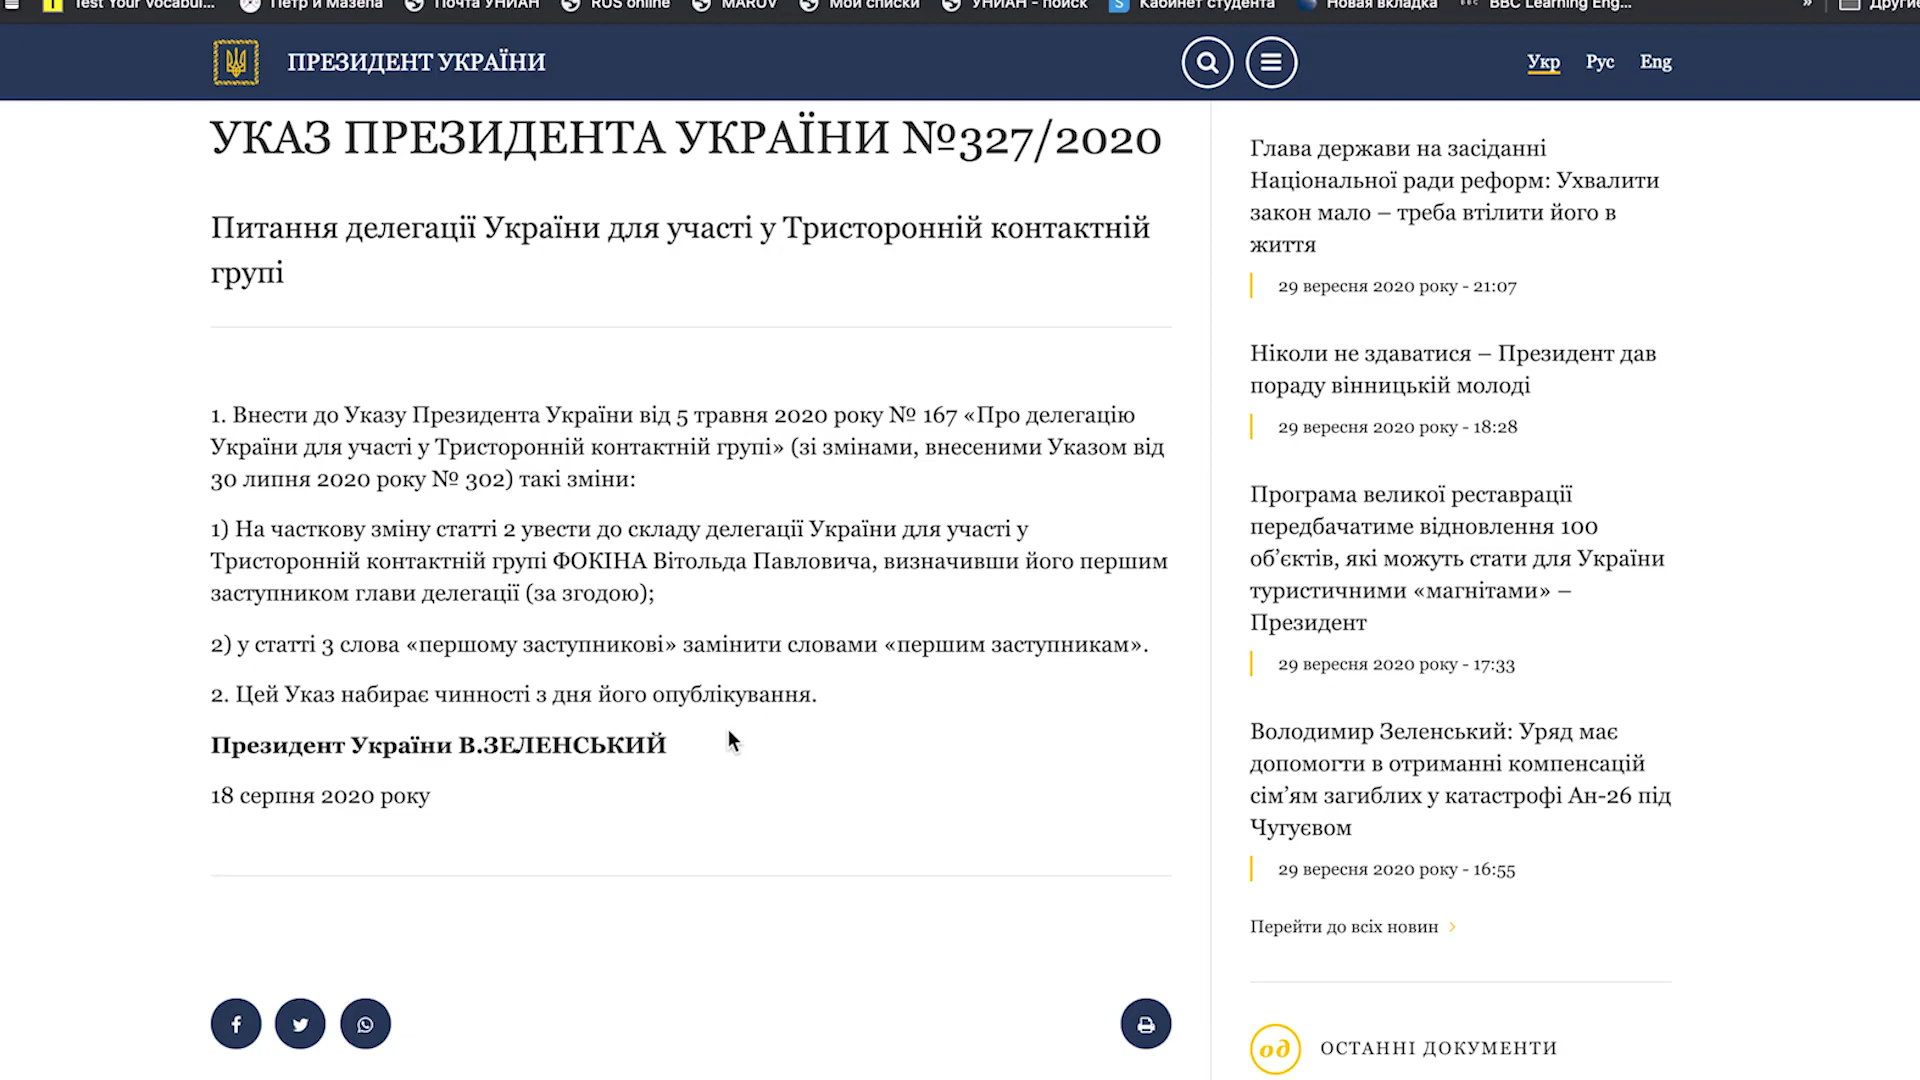 Test Your Vocabul...
Петр и Мазепа
Почта УНИАН
RUS online
MARUV
Мои списки
УНИАН - поиск
Кабинет студента
Новая вкладка
BBC Learning Eng...
»
Другие
ПРЕЗИДЕНТ УКРАЇНИ
Укр Рус Eng
УКАЗ ПРЕЗИДЕНТА УКРАЇНИ №327/2020
Питання делегації України для участі у Тристоронній контактній
групі
1. Внести до Указу Президента України від 5 травня 2020 року № 167 «Про делегацію
України для участі у Тристоронній контактній групі» (зі змінами, внесеними Указом від
30 липня 2020 року № 302) такі зміни:
1) На часткову зміну статті 2 увести до складу делегації України для участі у
Тристоронній контактній групі ФОКІНА Вітольда Павловича, визначивши його першим
заступником глави делегації (за згодою);
2) у статті 3 слова «першому заступникові» замінити словами «першим заступникам».
2. Цей Указ набирає чинності з дня його опублікування.
Президент України В.ЗЕЛЕНСЬКИЙ
18 серпня 2020 року
Глава держави на засіданні
Національної ради реформ: Ухвалити
закон мало – треба втілити його в
життя
29 вересня 2020 року - 21:07
Ніколи не здаватися – Президент дав
пораду вінницькій молоді
29 вересня 2020 року - 18:28
Програма великої реставрації
передбачатиме відновлення 100
об’єктів, які можуть стати для України
туристичними «магнітами» –
Президент
29 вересня 2020 року - 17:33
Володимир Зеленський: Уряд має
допомогти в отриманні компенсацій
сім’ям загиблих у катастрофі Ан-26 під
Чугуєвом
29 вересня 2020 року - 16:55
Перейти до всіх новин
од
ОСТАННІ ДОКУМЕНТИ